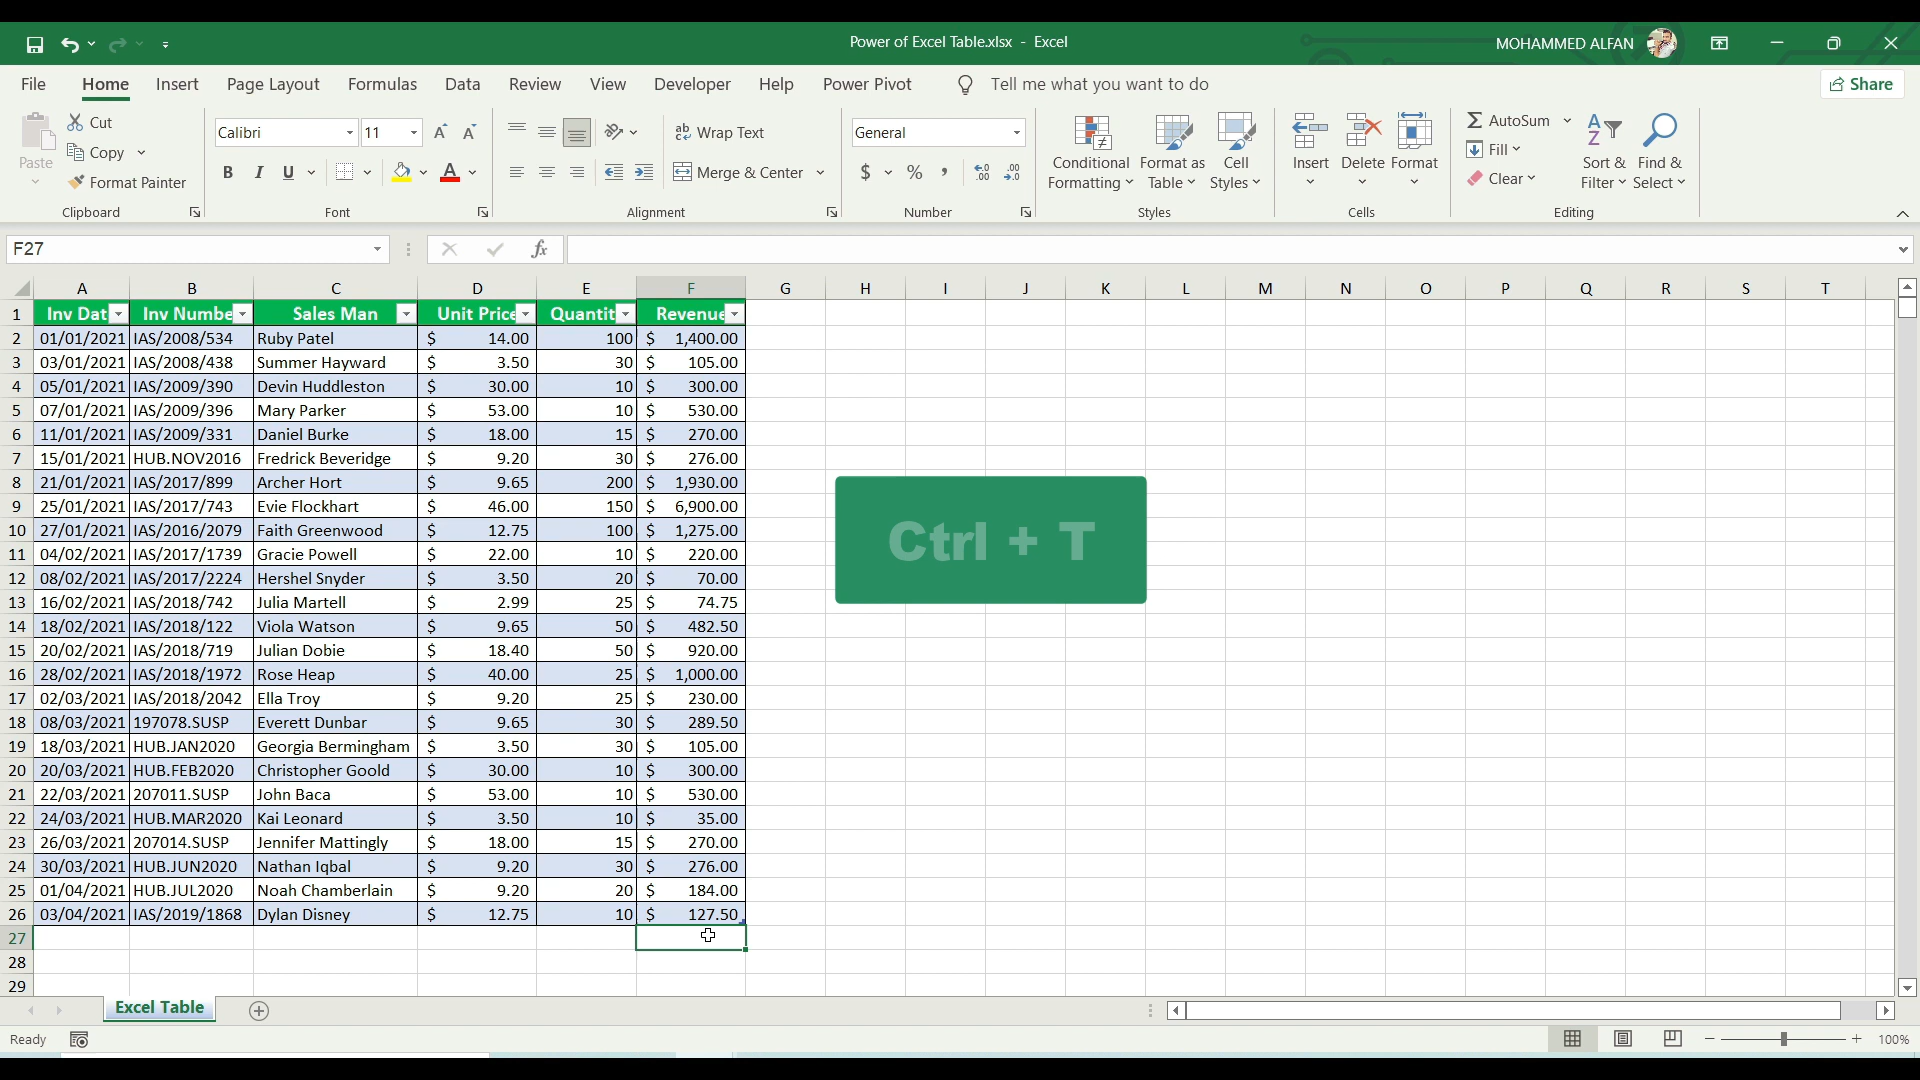 Power of Excel Table.xlsx - Excel
MOHAMMED ALFAN
File Home Insert Page Layout Formulas Data Review View Developer Help Power Pivot Tell me what you want to do Share
Paste
Cut
Copy
Format Painter
Clipboard
Calibri 11
B I U A
Font
ab Wrap Text
Merge & Center
Alignment
General
$ % ,
Number
Conditional Formatting
Format as Table
Cell Styles
Styles
Insert Delete Format
Cells
AutoSum
Fill
Clear
Sort & Filter
Find & Select
Editing
F27 fx
A B C D E F G H I J K L M N O P Q R S T
1 Inv Dat Inv Numbe Sales Man Unit Price Quantit Revenue
2 01/01/2021 IAS/2008/534 Ruby Patel $ 14.00 100 $ 1,400.00
3 03/01/2021 IAS/2008/438 Summer Hayward $ 3.50 30 $ 105.00
4 05/01/2021 IAS/2009/390 Devin Huddleston $ 30.00 10 $ 300.00
5 07/01/2021 IAS/2009/396 Mary Parker $ 53.00 10 $ 530.00
6 11/01/2021 IAS/2009/331 Daniel Burke $ 18.00 15 $ 270.00
7 15/01/2021 HUB.NOV2016 Fredrick Beveridge $ 9.20 30 $ 276.00
8 21/01/2021 IAS/2017/899 Archer Hort $ 9.65 200 $ 1,930.00
9 25/01/2021 IAS/2017/743 Evie Flockhart $ 46.00 150 $ 6,900.00
10 27/01/2021 IAS/2016/2079 Faith Greenwood $ 12.75 100 $ 1,275.00
Ctrl + T
11 04/02/2021 IAS/2017/1739 Gracie Powell $ 22.00 10 $ 220.00
12 08/02/2021 IAS/2017/2224 Hershel Snyder $ 3.50 20 $ 70.00
13 16/02/2021 IAS/2018/742 Julia Martell $ 2.99 25 $ 74.75
14 18/02/2021 IAS/2018/122 Viola Watson $ 9.65 50 $ 482.50
15 20/02/2021 IAS/2018/719 Julian Dobie $ 18.40 50 $ 920.00
16 28/02/2021 IAS/2018/1972 Rose Heap $ 40.00 25 $ 1,000.00
17 02/03/2021 IAS/2018/2042 Ella Troy $ 9.20 25 $ 230.00
18 08/03/2021 197078.SUSP Everett Dunbar $ 9.65 30 $ 289.50
19 18/03/2021 HUB.JAN2020 Georgia Bermingham $ 3.50 30 $ 105.00
20 20/03/2021 HUB.FEB2020 Christopher Goold $ 30.00 10 $ 300.00
21 22/03/2021 207011.SUSP John Baca $ 53.00 10 $ 530.00
22 24/03/2021 HUB.MAR2020 Kai Leonard $ 3.50 10 $ 35.00
23 26/03/2021 207014.SUSP Jennifer Mattingly $ 18.00 15 $ 270.00
24 30/03/2021 HUB.JUN2020 Nathan Iqbal $ 9.20 30 $ 276.00
25 01/04/2021 HUB.JUL2020 Noah Chamberlain $ 9.20 20 $ 184.00
26 03/04/2021 IAS/2019/1868 Dylan Disney $ 12.75 10 $ 127.50
27
28
29
Excel Table
Ready 100%